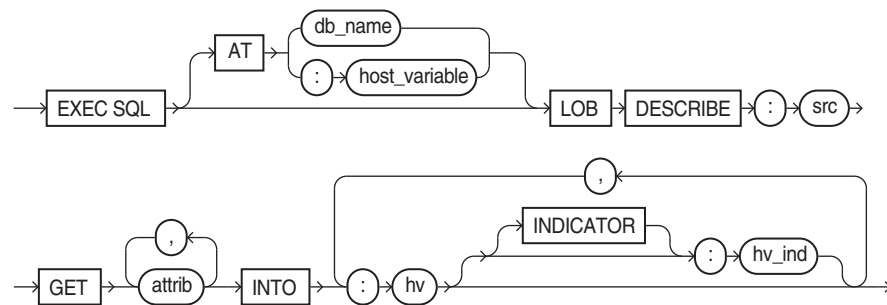 db_name
AT
: host_variable
EXEC SQL LOB DESCRIBE : src
, ,
INDICATOR
GET attrib INTO : hv : hv_ind